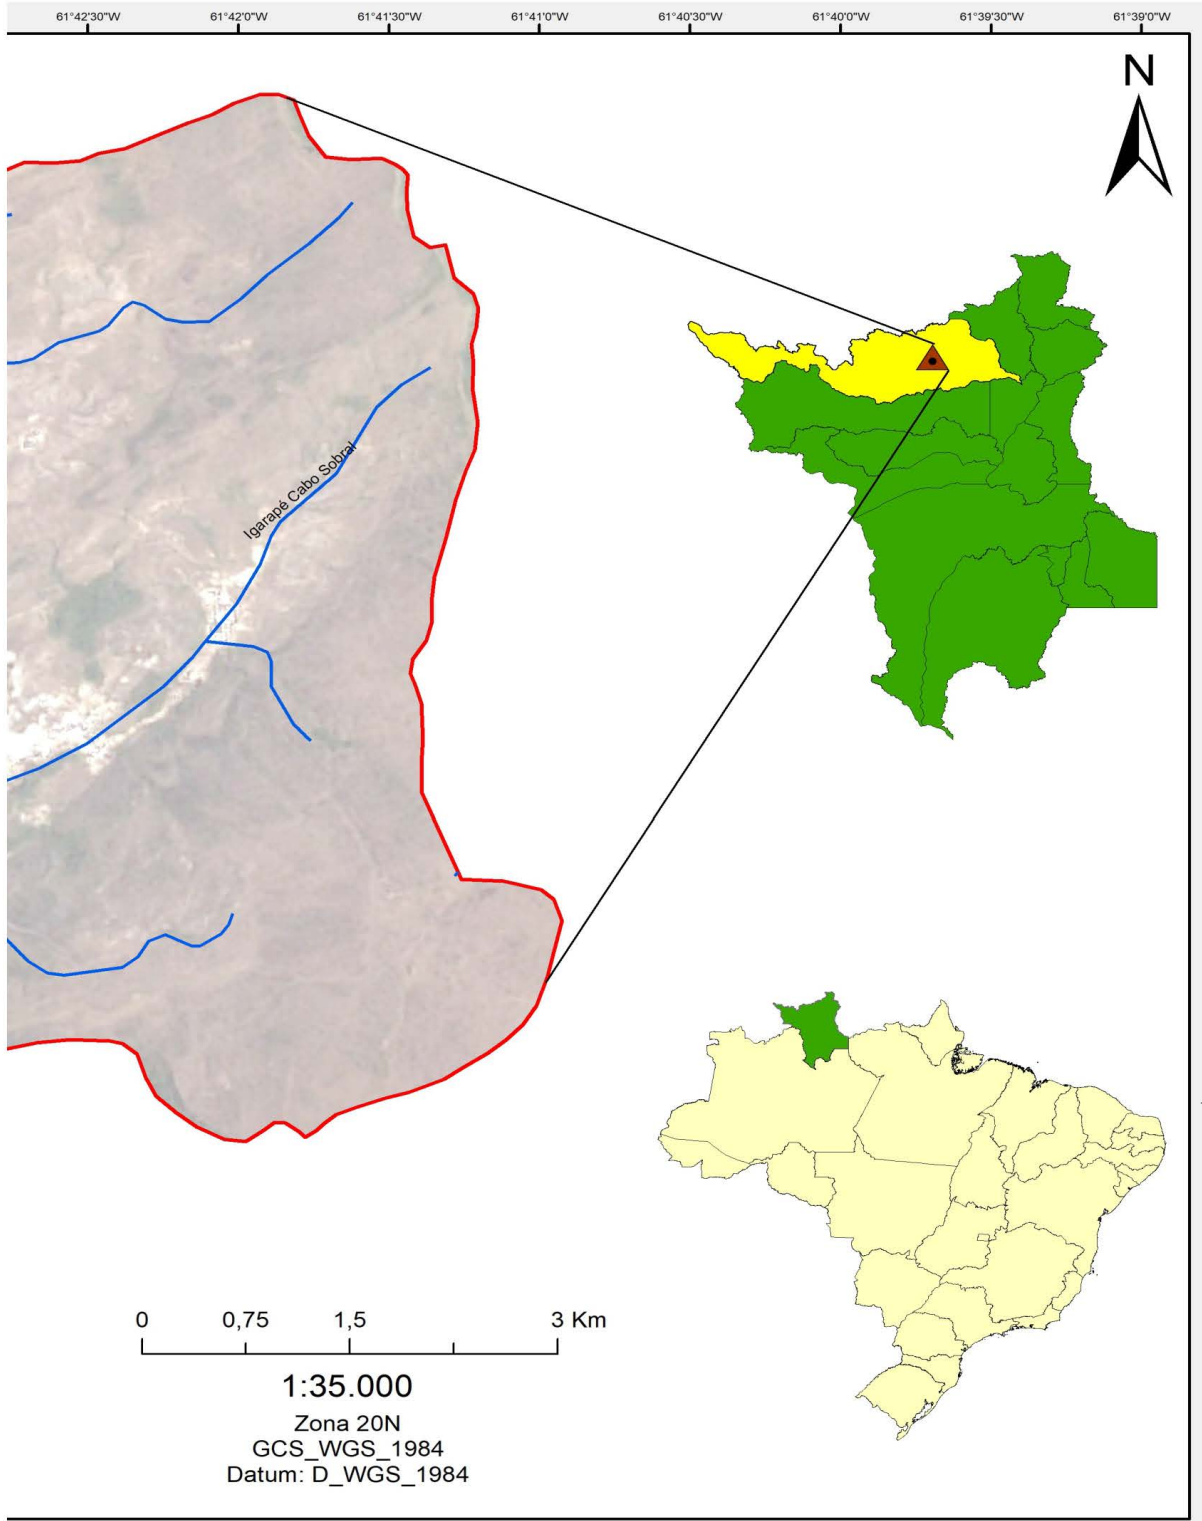 61°42'30"W 61°42'0"W 61°41'30"W 61°41'0"W 61°40'30"W 61°40'0"W 61°39'30"W 61°39'0"W
N
Igarapé Cabo Sobral
0 0,75 1,5 3 Km
1:35.000
Zona 20N
GCS_WGS_1984
Datum: D_WGS_1984